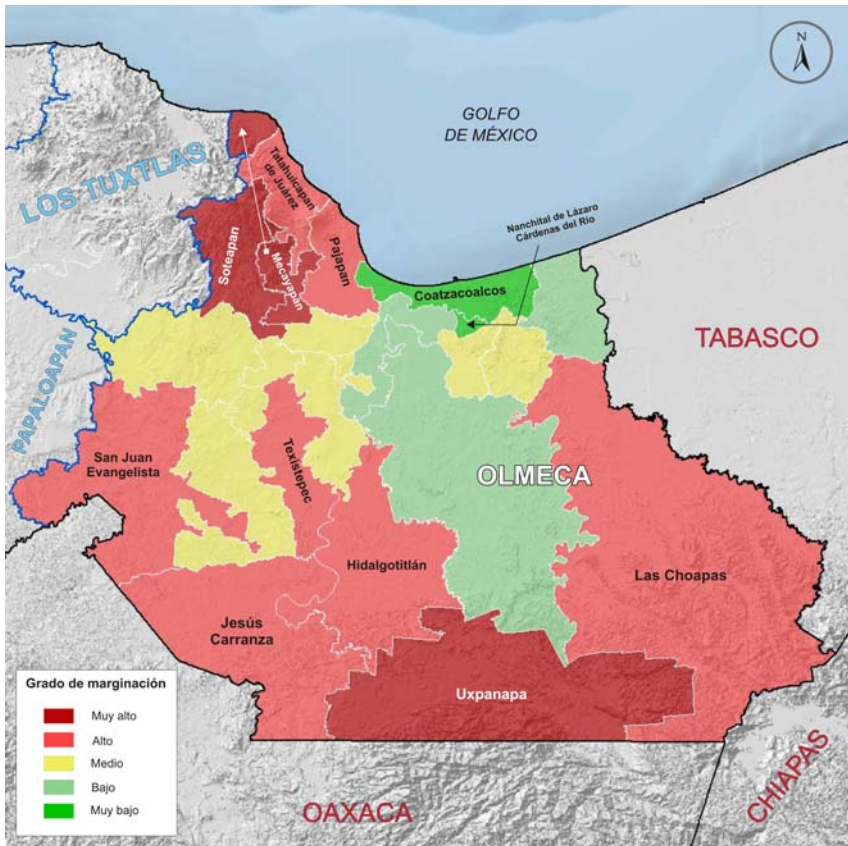 N
GOLFO
DE MÉXICO
LOS TUXTLAS
Tatahuicapan
de Juárez
Nanchital de Lázaro
Cárdenas del Río
Soteapan
Mecayapan
Pajapan
Coatzacoalcos
TABASCO
PAPALOAPAN
San Juan
Evangelista
Texistepec
OLMECA
Hidalgotitlán
Las Choapas
Jesús
Carranza
Uxpanapa
Grado de marginación
Muy alto
Alto
Medio
Bajo
Muy bajo
OAXACA
CHIAPAS